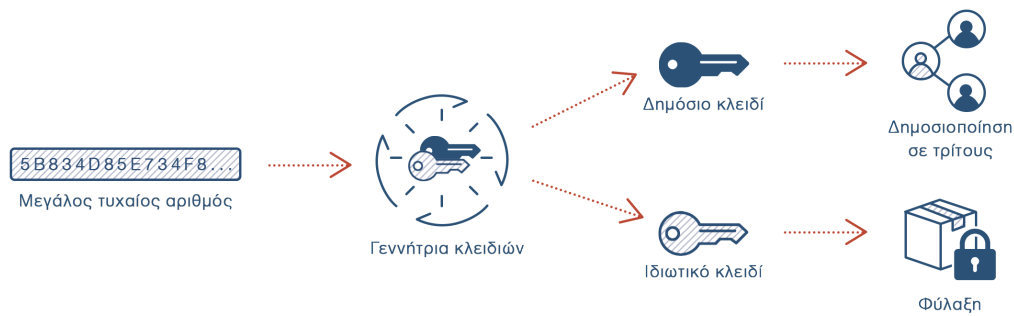 5B834D85E734F8...
Μεγάλος τυχαίος αριθμός
Γεννήτρια κλειδιών
Δημόσιο κλειδί
Δημοσιοποίηση
σε τρίτους
Ιδιωτικό κλειδί
Φύλαξη